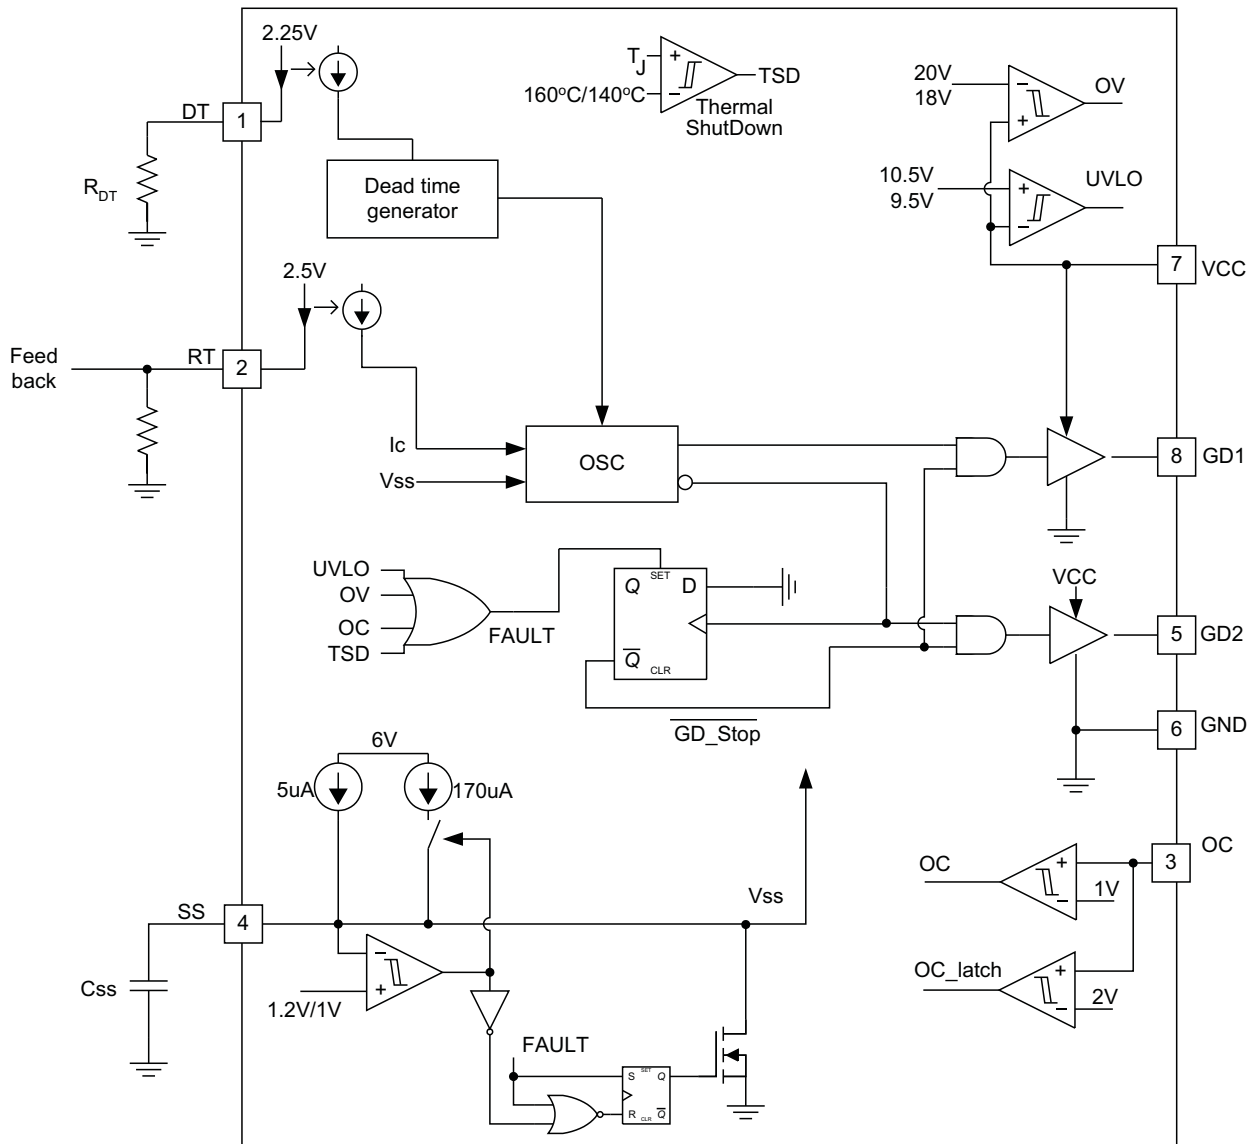 2.25V
DT
1
R_DT
Dead time
generator
T_J
+
160°C/140°C
−
TSD
Thermal
ShutDown
20V
18V
−
+
OV
10.5V
9.5V
+
−
UVLO
7
VCC
2.5V
Feed
back
RT
2
Ic
Vss
OSC
8
GD1
UVLO
OV
OC
TSD
FAULT
SET
Q
D
Q̅
CLR
G̅D̅_̅S̅t̅o̅p̅
VCC
5
GD2
6
GND
6V
5uA
170uA
SS
4
Css
−
+
1.2V/1V
Vss
OC
3
OC
+
−
1V
OC_latch
+
−
2V
FAULT
SET
S
Q
R
CLR
Q̅